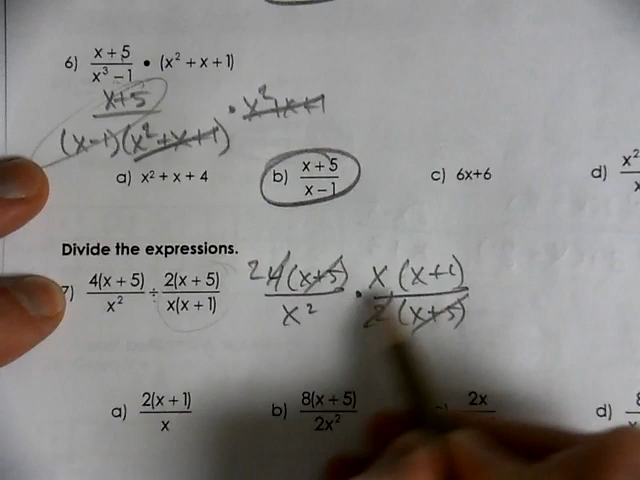 6) x + 5 / x³ – 1 • (x² + x + 1)
x+5 / (x-1)(x²+x+1) · x²+x+1
a) x² + x + 4 b) x + 5 / x – 1 c) 6x+6 d) x²
Divide the expressions.
7) 4(x + 5) / x² ÷ 2(x + 5) / x(x + 1) 2 4(x+5) / x² · x(x+1) / 2(x+5)
a) 2(x + 1) / x b) 8(x + 5) / 2x² 2x d)